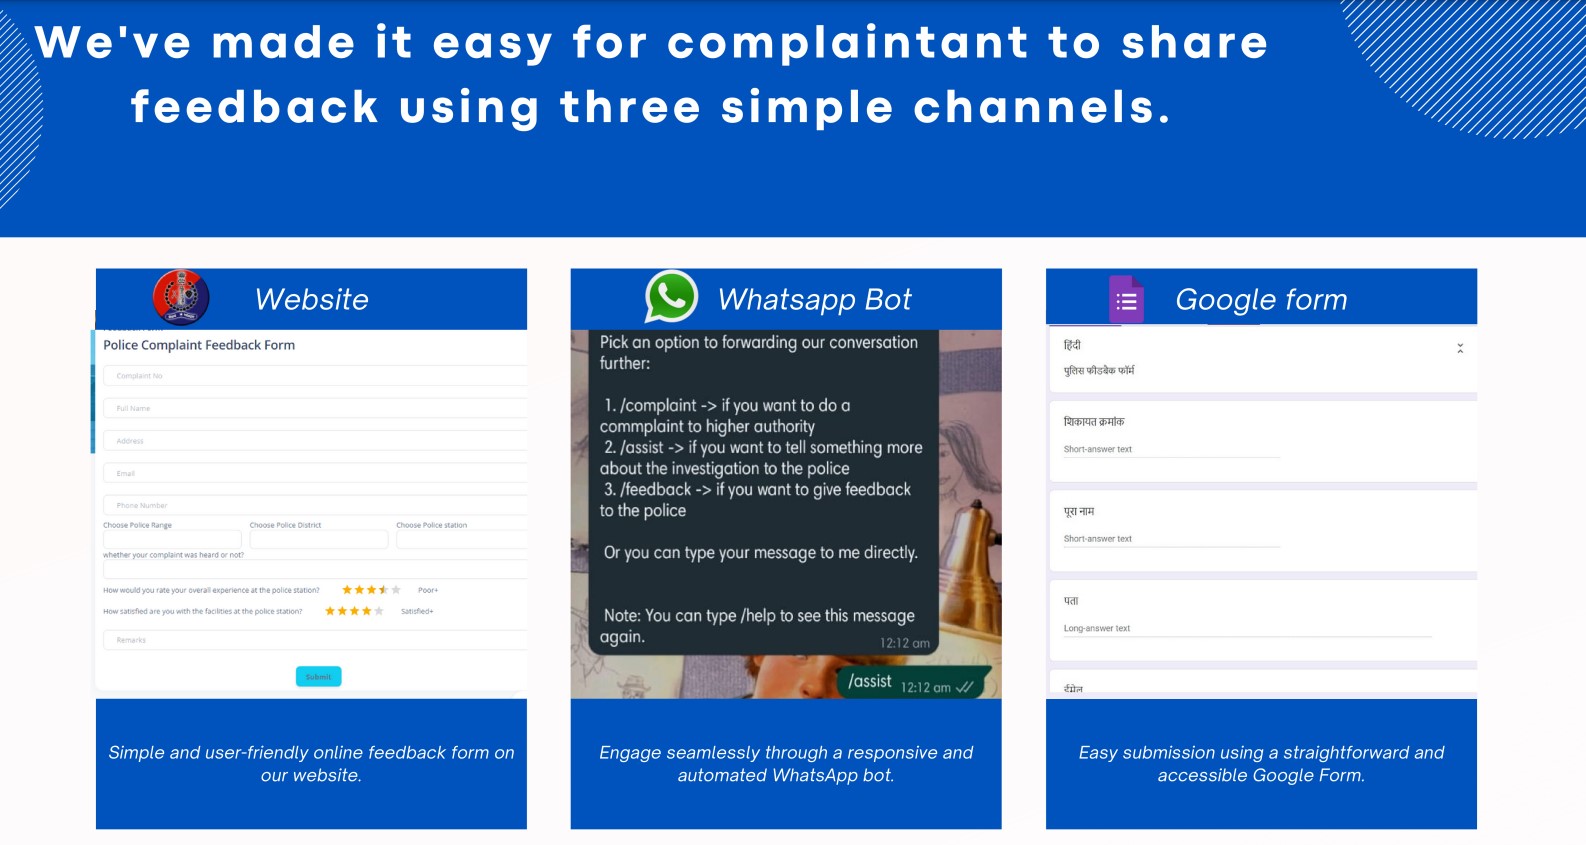 We've made it easy for complaintant to share
feedback using three simple channels.
Website
Police Complaint Feedback Form
Complaint No
Full Name
Address
Email
Phone Number
Choose Police Range
Choose Police District
Choose Police station
whether your complaint was heard or not?
How would you rate your overall experience at the police station?
Poor+
How satisfied are you with the facilities at the police station?
Satisfied+
Remarks
Submit
Simple and user-friendly online feedback form on
our website.
Whatsapp Bot
Pick an option to forwarding our conversation
further:
1. /complaint -> if you want to do a
commplaint to higher authority
2. /assist -> if you want to tell something more
about the investigation to the police
3. /feedback -> if you want to give feedback
to the police
Or you can type your message to me directly.
Note: You can type /help to see this message
again.
12:12 am
/assist 12:12 am
Engage seamlessly through a responsive and
automated WhatsApp bot.
Google form
हिंदी
पुलिस फीडबैक फॉर्म
शिकायत क्रमांक
Short-answer text
पूरा नाम
Short-answer text
पता
Long-answer text
ईमेल
Easy submission using a straightforward and
accessible Google Form.